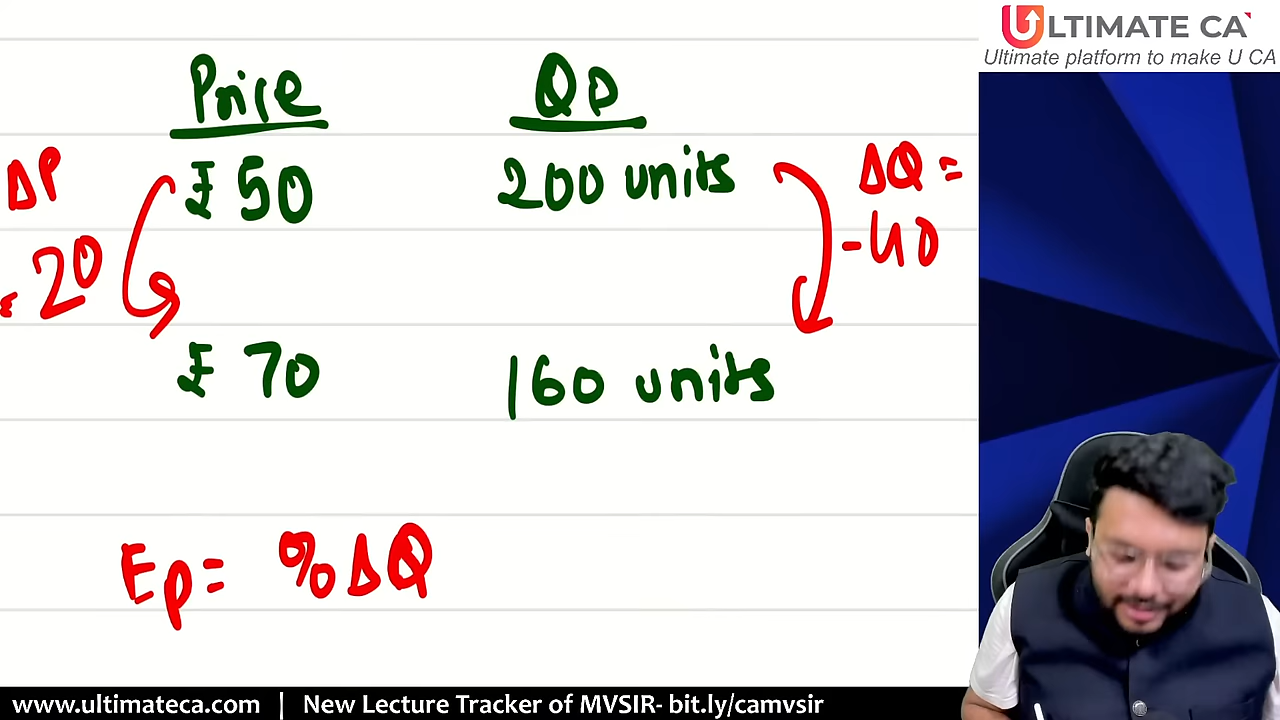 ULTIMATE CA
Ultimate platform to make U CA
Price QD
ΔP ₹ 50 200 units ΔQ =
= 20 -40
₹ 70 160 units
Ep = %ΔQ
www.ultimateca.com | New Lecture Tracker of MVSIR- bit.ly/camvsir